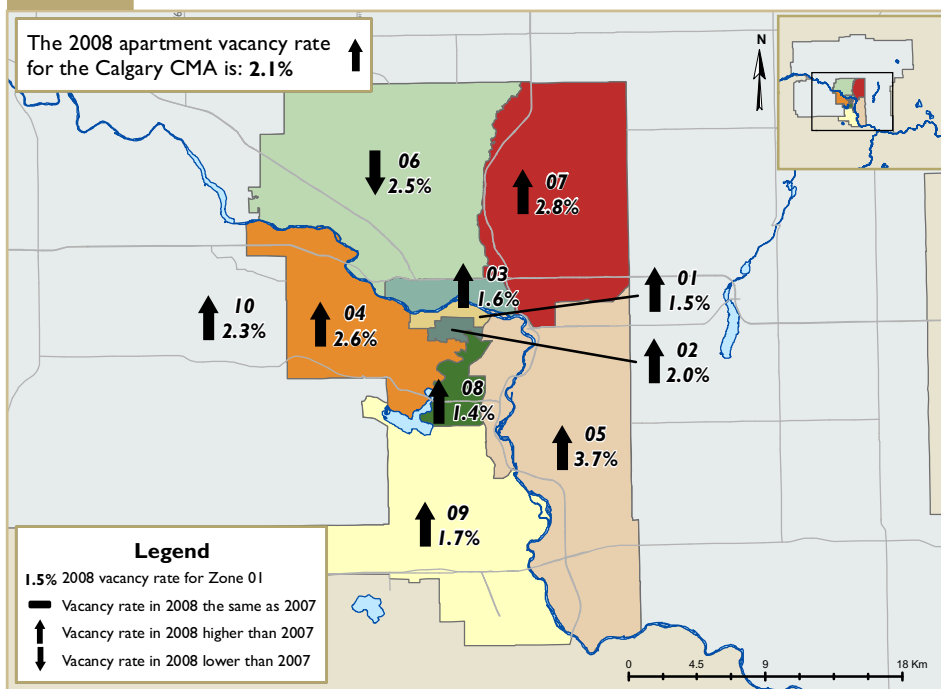 The 2008 apartment vacancy rate
for the Calgary CMA is: 2.1%
N
06
2.5%
07
2.8%
03
1.6%
01
1.5%
10
2.3%
04
2.6%
02
2.0%
08
1.4%
05
3.7%
09
1.7%
Legend
1.5% 2008 vacancy rate for Zone 01
Vacancy rate in 2008 the same as 2007
Vacancy rate in 2008 higher than 2007
Vacancy rate in 2008 lower than 2007
0 4.5 9 18 Km